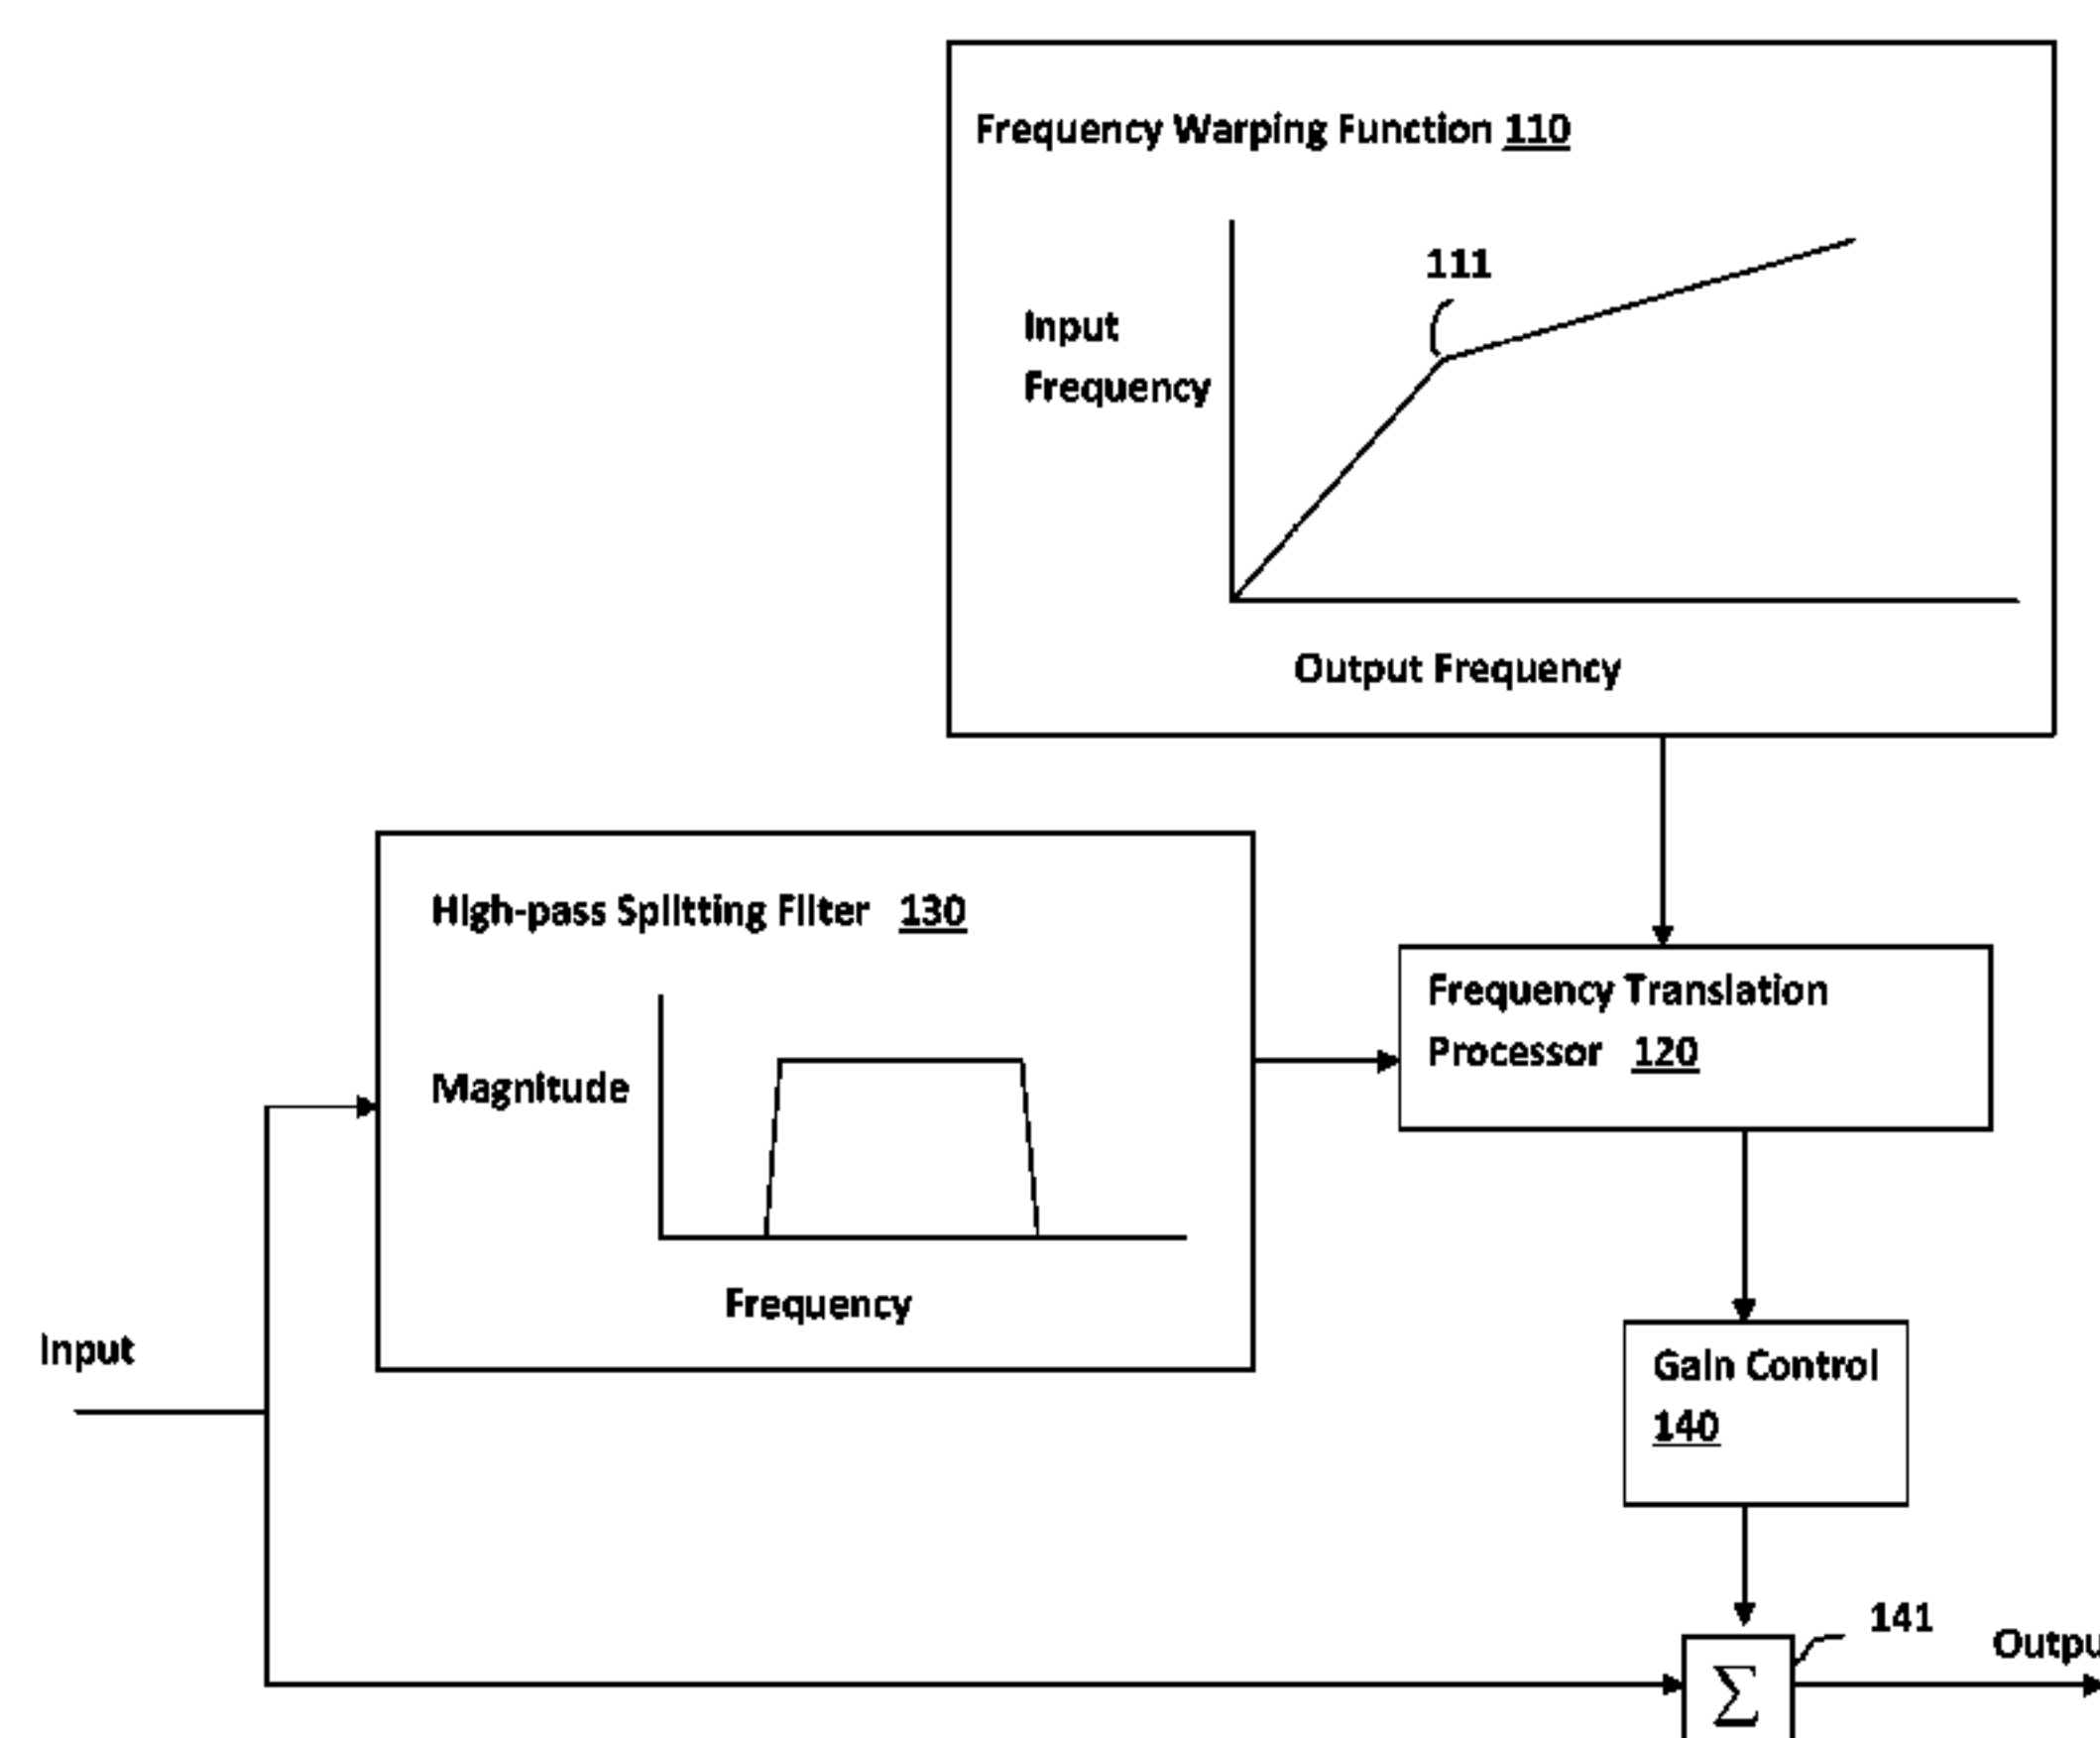 Frequency Warping Function 110
111
Input
Frequency
Output Frequency
High-pass Splitting Filter 130
Magnitude
Frequency
Frequency Translation
Processor 120
Input
Gain Control
140
141
Outpu
Σ